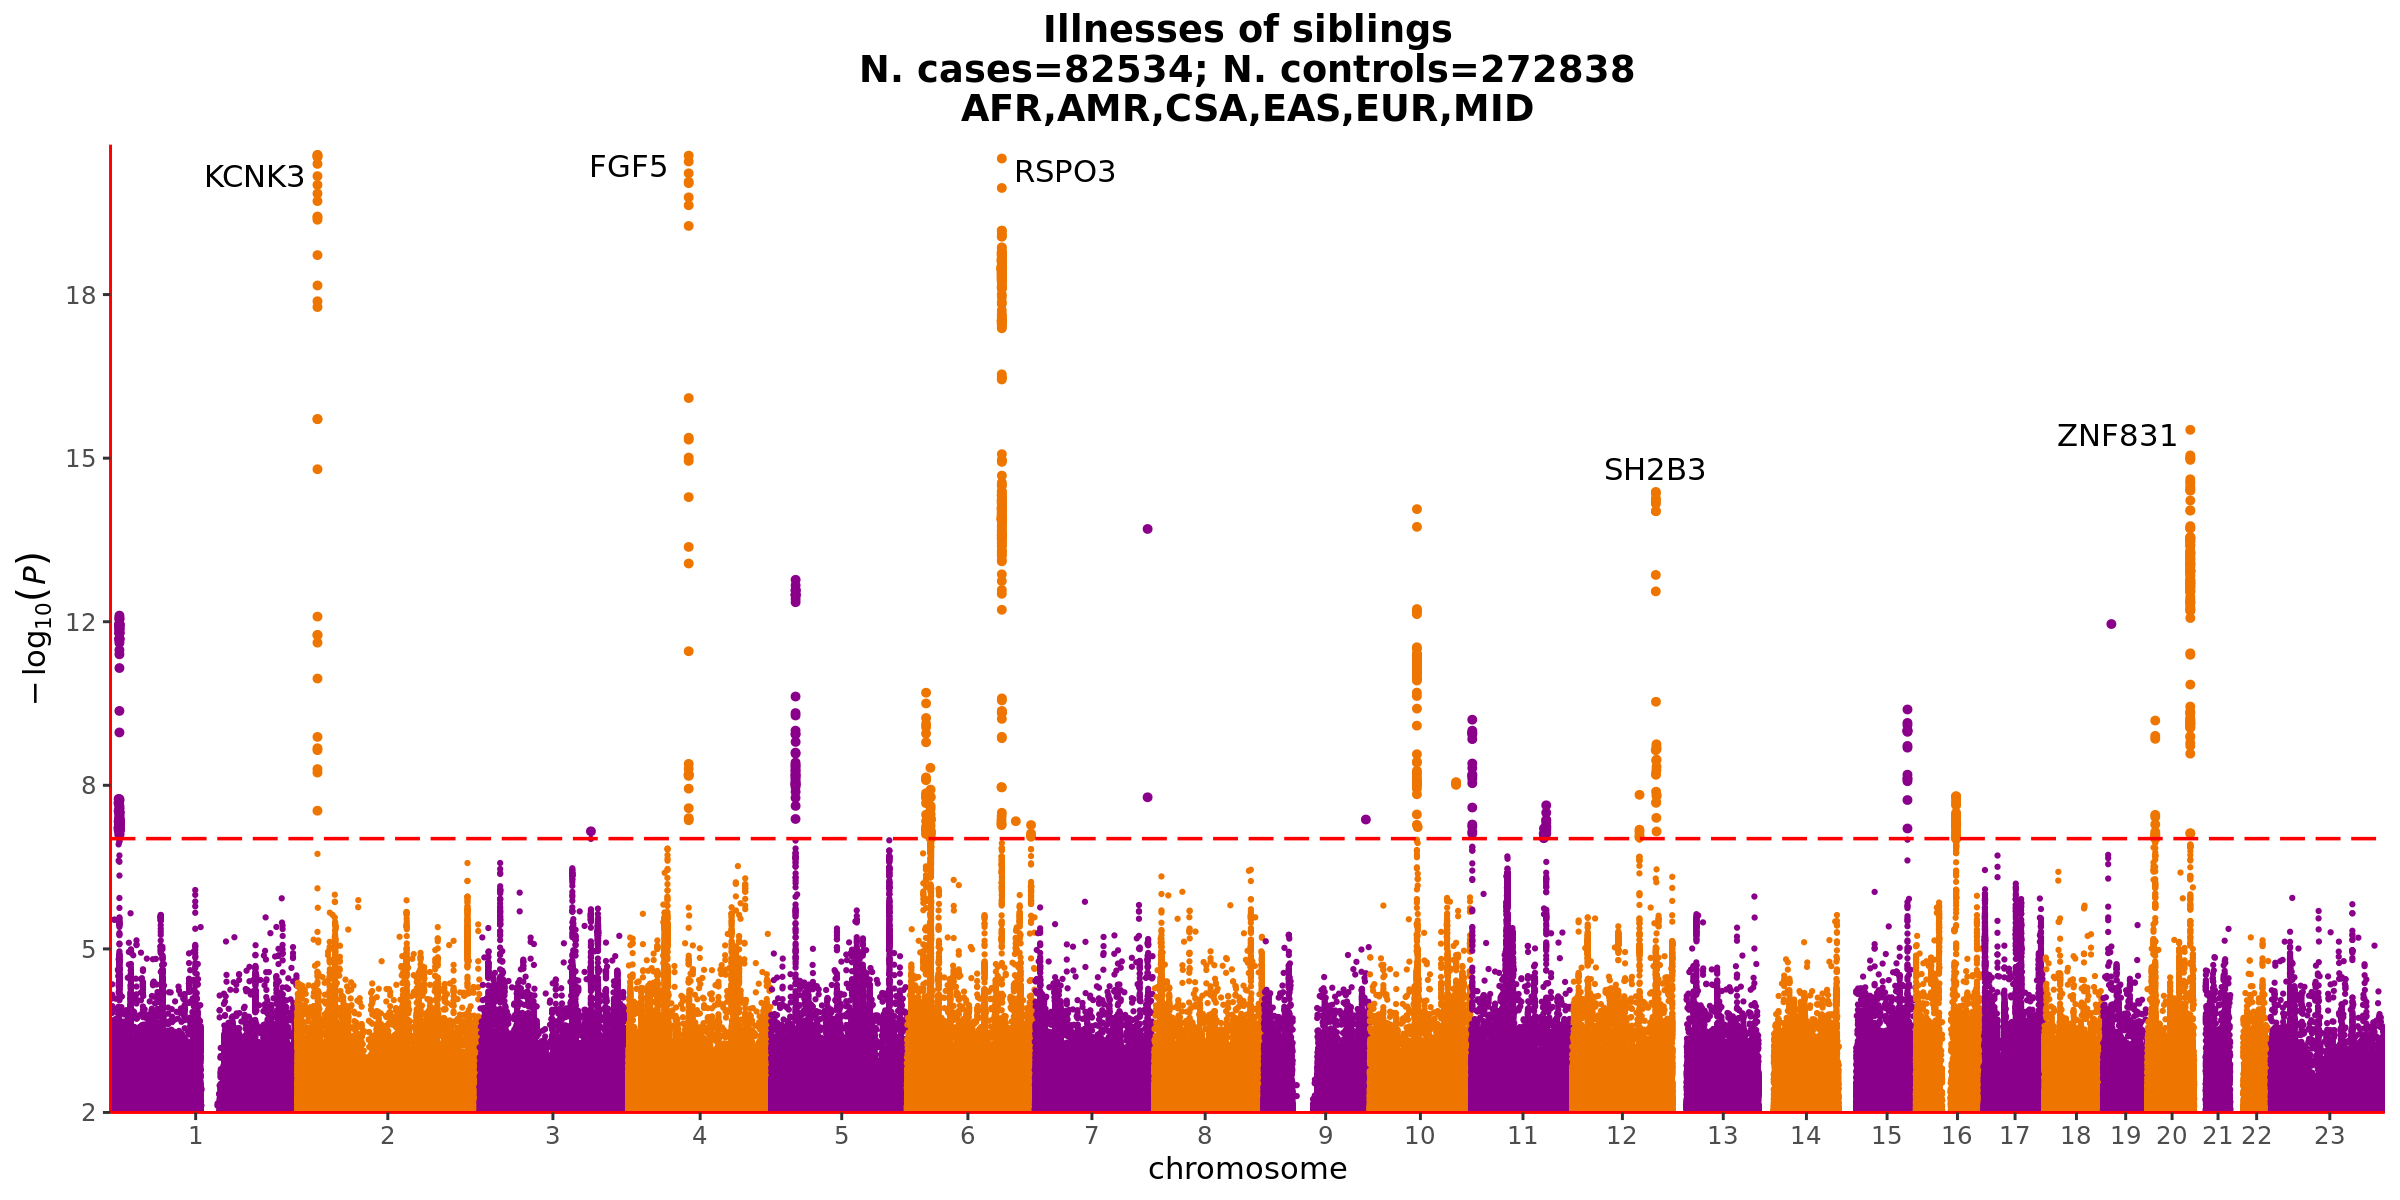 Illnesses of siblings
N. cases=82534; N. controls=272838
AFR,AMR,CSA,EAS,EUR,MID
KCNK3
FGF5
RSPO3
SH2B3
ZNF831
18
15
12
8
5
2
−log10(P)
1 2 3 4 5 6 7 8 9 10 11 12 13 14 15 16 17 18 19 20 21 22 23
chromosome